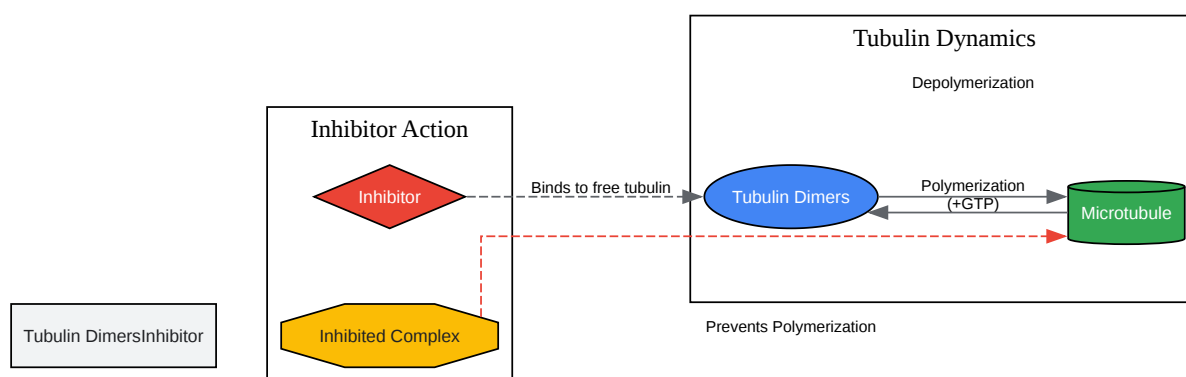 Tubulin Dynamics
Depolymerization
Inhibitor Action
Inhibitor
Binds to free tubulin
Tubulin Dimers
Polymerization
(+GTP)
Microtubule
Tubulin DimersInhibitor
Inhibited Complex
Prevents Polymerization